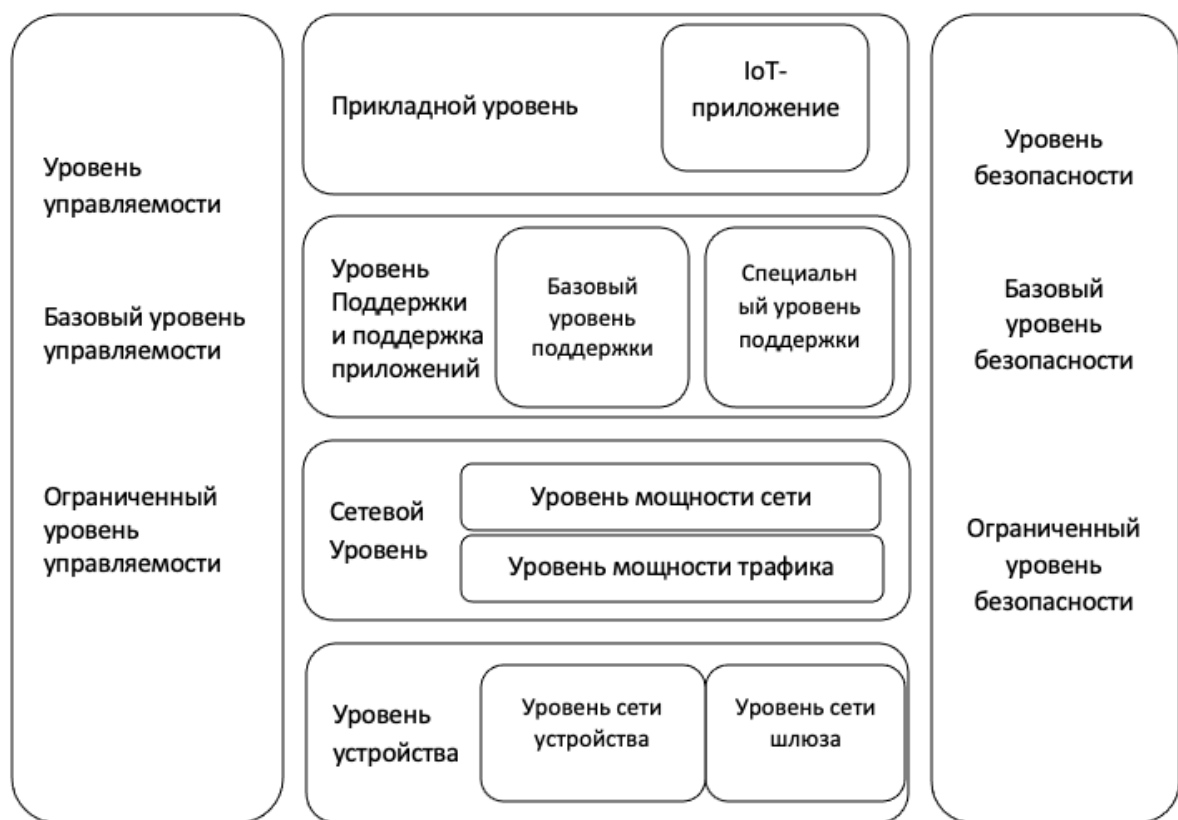 Уровень
управляемости
Базовый уровень
управляемости
Ограниченный
уровень
управляемости
Прикладной уровень
IoT-
приложение
Уровень
Поддержки
и поддержка
приложений
Базовый
уровень
поддержки
Специальн
ый уровень
поддержки
Сетевой
Уровень
Уровень мощности сети
Уровень мощности трафика
Уровень
устройства
Уровень сети
устройства
Уровень сети
шлюза
Уровень
безопасности
Базовый
уровень
безопасности
Ограниченный
уровень
безопасности